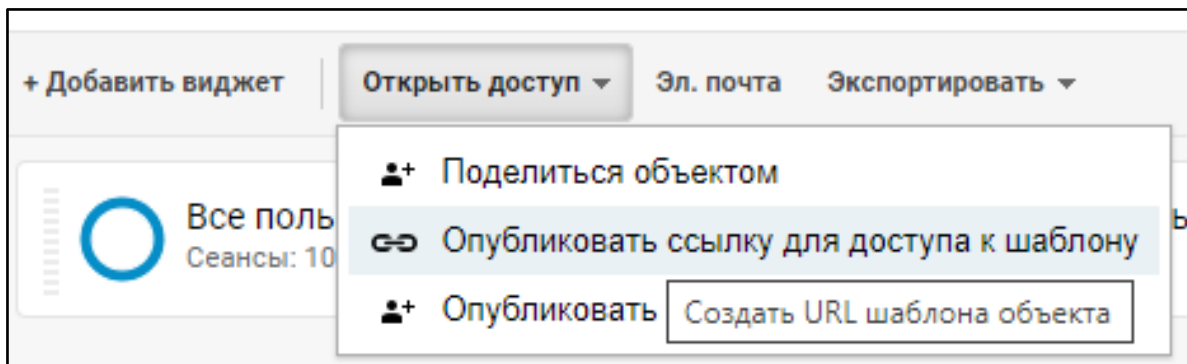 + Добавить виджет Открыть доступ Эл. почта Экспортировать
Поделиться объектом
Все поль
Опубликовать ссылку для доступа к шаблону
Сеансы: 10
Опубликовать
Создать URL шаблона объекта